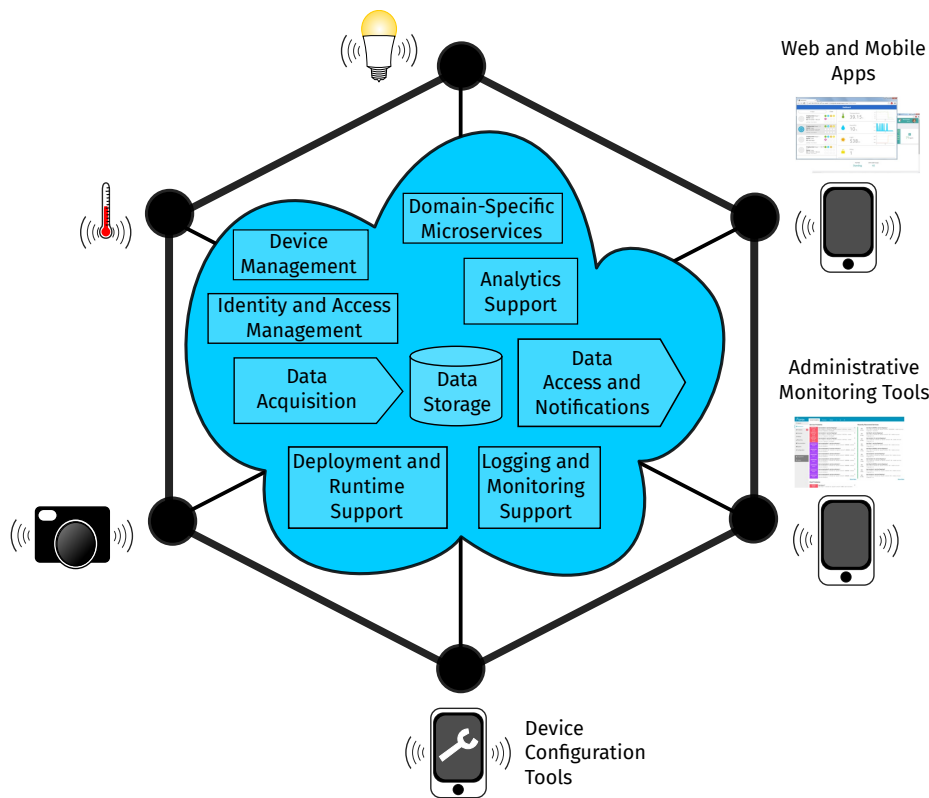 Web and Mobile
Apps
Domain-Specific
Microservices
Device
Management
Analytics
Support
Identity and Access
Management
Data
Acquisition
Data
Storage
Data
Access and
Notifications
Administrative
Monitoring Tools
Deployment and
Runtime
Support
Logging and
Monitoring
Support
Device
Configuration
Tools